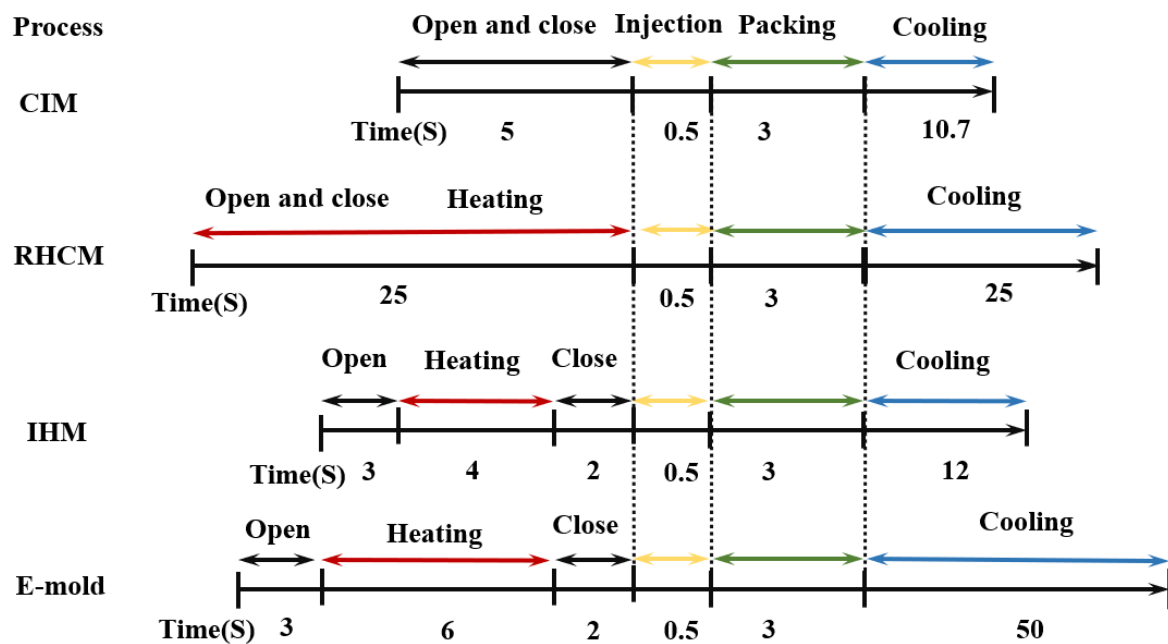 Process
Open and close Injection Packing Cooling
CIM
Time(S) 5 0.5 3 10.7
Open and close Heating Cooling
RHCM
Time(S) 25 0.5 3 25
Open Heating Close Cooling
IHM
Time(S) 3 4 2 0.5 3 12
Open Heating Close Cooling
E-mold
Time(S) 3 6 2 0.5 3 50